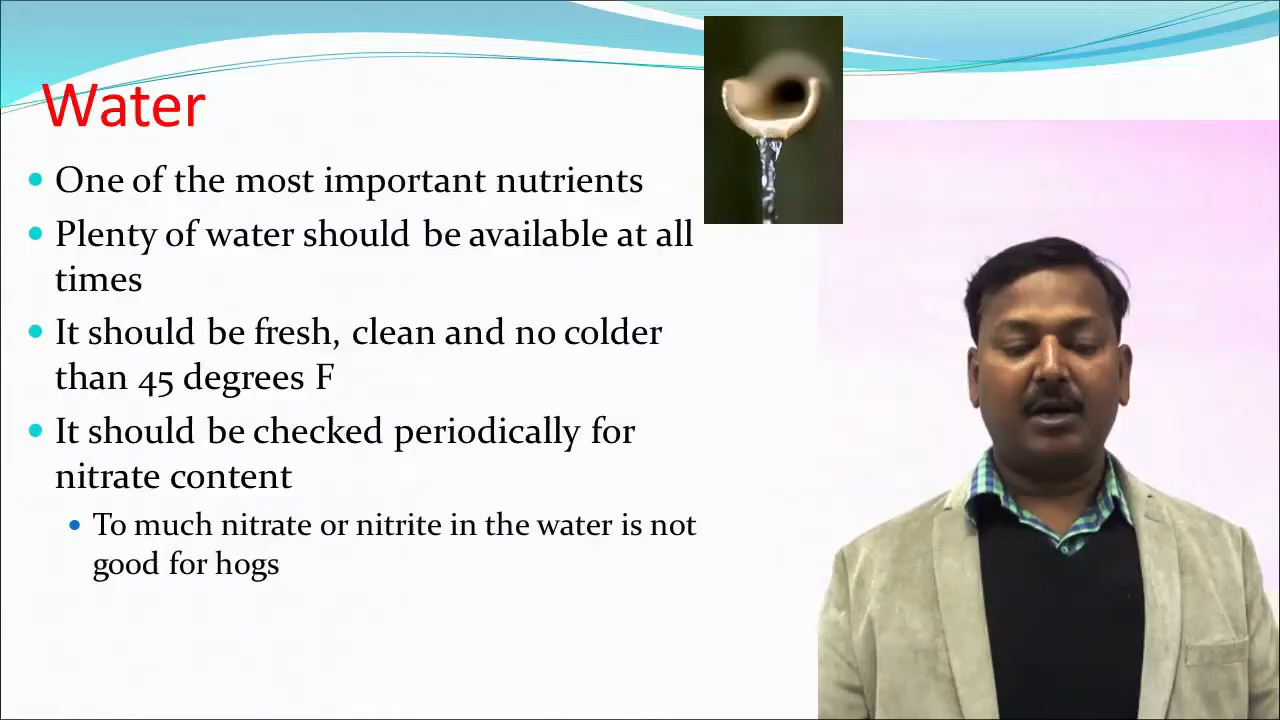 Water
One of the most important nutrients
Plenty of water should be available at all
times
It should be fresh, clean and no colder
than 45 degrees F
It should be checked periodically for
nitrate content
To much nitrate or nitrite in the water is not
good for hogs